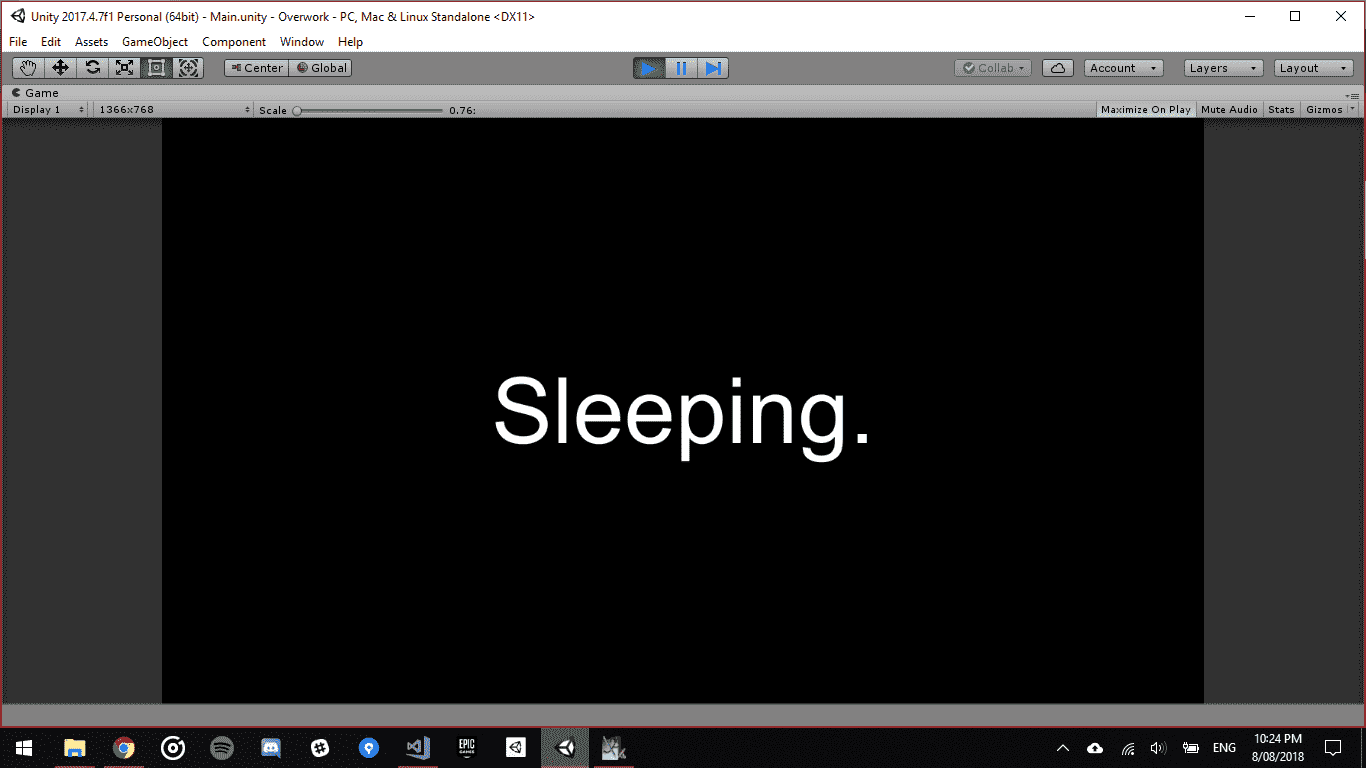 Unity 2017.4.7f1 Personal (64bit) - Main.unity - Overwork - PC, Mac & Linux Standalone <DX11>
File Edit Assets GameObject Component Window Help
Center Global Collab Account Layers Layout
Game
Display 1 1366x768 Scale 0.76: Maximize On Play Mute Audio Stats Gizmos
Sleeping.
EPIC
GAMES
ENG
10:24 PM
8/08/2018